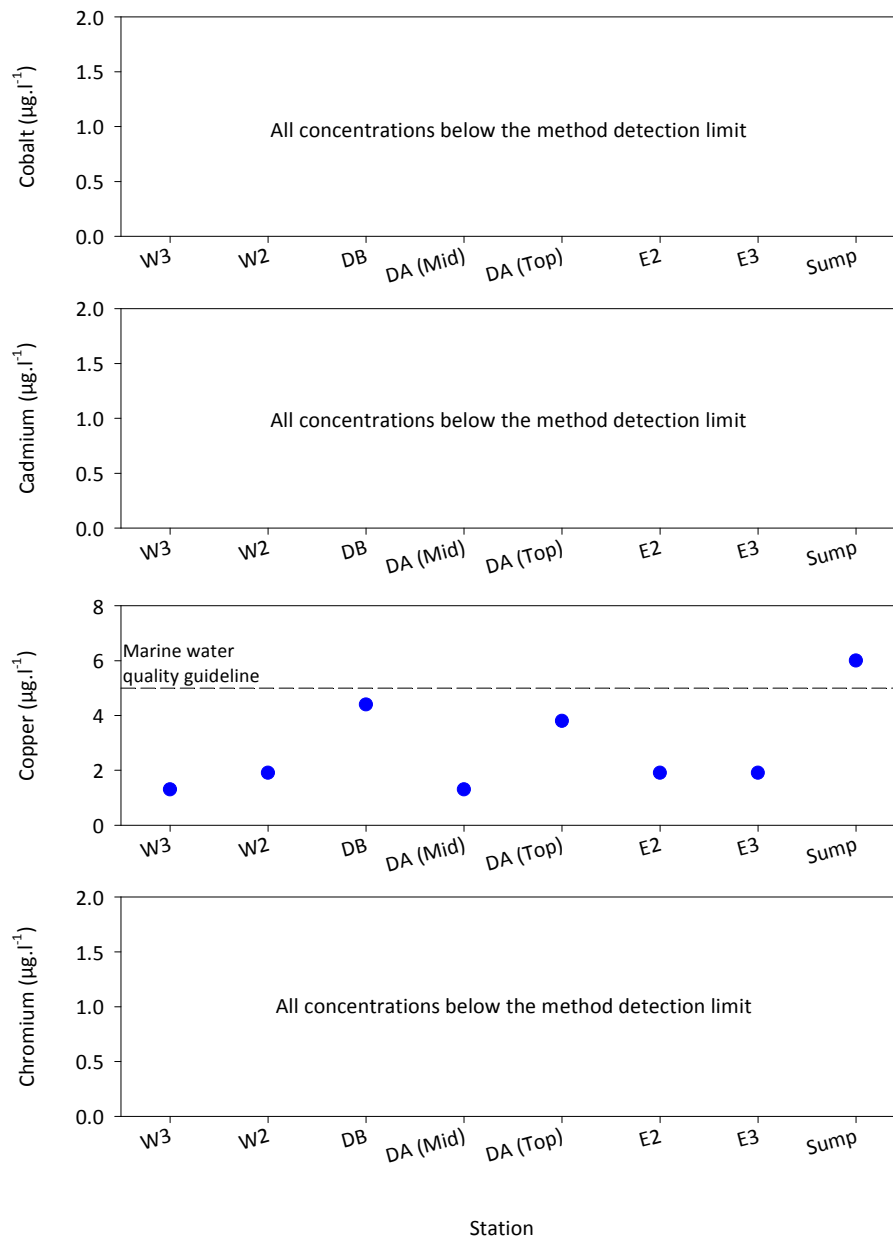 Cobalt (µg.l⁻¹)
2.0
1.5
1.0
0.5
0.0
All concentrations below the method detection limit
W3 W2 DB DA (Mid) DA (Top) E2 E3 Sump
Cadmium (µg.l⁻¹)
2.0
1.5
1.0
0.5
0.0
All concentrations below the method detection limit
W3 W2 DB DA (Mid) DA (Top) E2 E3 Sump
Copper (µg.l⁻¹)
8
6
4
2
0
Marine water
quality guideline
W3 W2 DB DA (Mid) DA (Top) E2 E3 Sump
Chromium (µg.l⁻¹)
2.0
1.5
1.0
0.5
0.0
All concentrations below the method detection limit
W3 W2 DB DA (Mid) DA (Top) E2 E3 Sump
Station